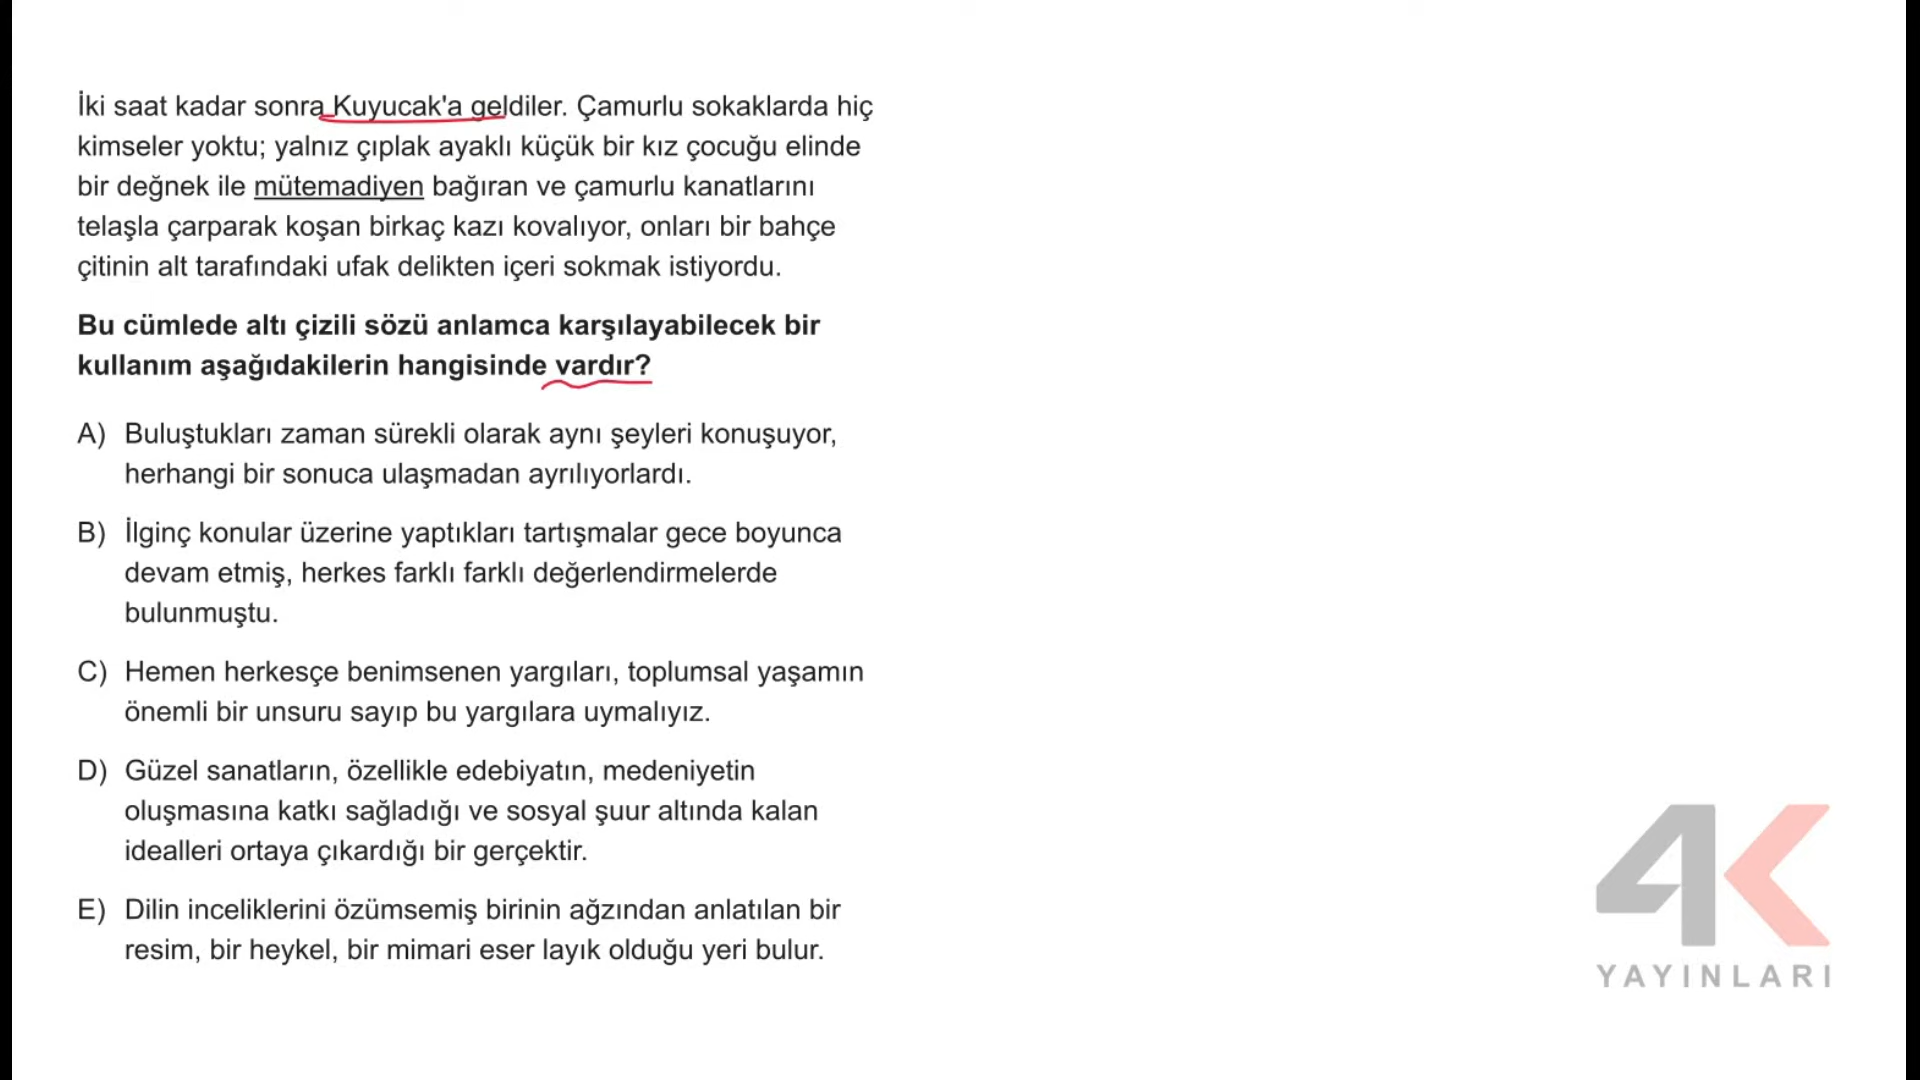 İki saat kadar sonra Kuyucak'a geldiler. Çamurlu sokaklarda hiç
kimseler yoktu; yalnız çıplak ayaklı küçük bir kız çocuğu elinde
bir değnek ile mütemadiyen bağıran ve çamurlu kanatlarını
telaşla çarparak koşan birkaç kazı kovalıyor, onları bir bahçe
çitinin alt tarafındaki ufak delikten içeri sokmak istiyordu.
Bu cümlede altı çizili sözü anlamca karşılayabilecek bir
kullanım aşağıdakilerin hangisinde vardır?
A) Buluştukları zaman sürekli olarak aynı şeyleri konuşuyor,
herhangi bir sonuca ulaşmadan ayrılıyorlardı.
B) İlginç konular üzerine yaptıkları tartışmalar gece boyunca
devam etmiş, herkes farklı farklı değerlendirmelerde
bulunmuştu.
C) Hemen herkesçe benimsenen yargıları, toplumsal yaşamın
önemli bir unsuru sayıp bu yargılara uymalıyız.
D) Güzel sanatların, özellikle edebiyatın, medeniyetin
oluşmasına katkı sağladığı ve sosyal şuur altında kalan
idealleri ortaya çıkardığı bir gerçektir.
E) Dilin inceliklerini özümsemiş birinin ağzından anlatılan bir
resim, bir heykel, bir mimari eser layık olduğu yeri bulur.
4K
YAYINLARI